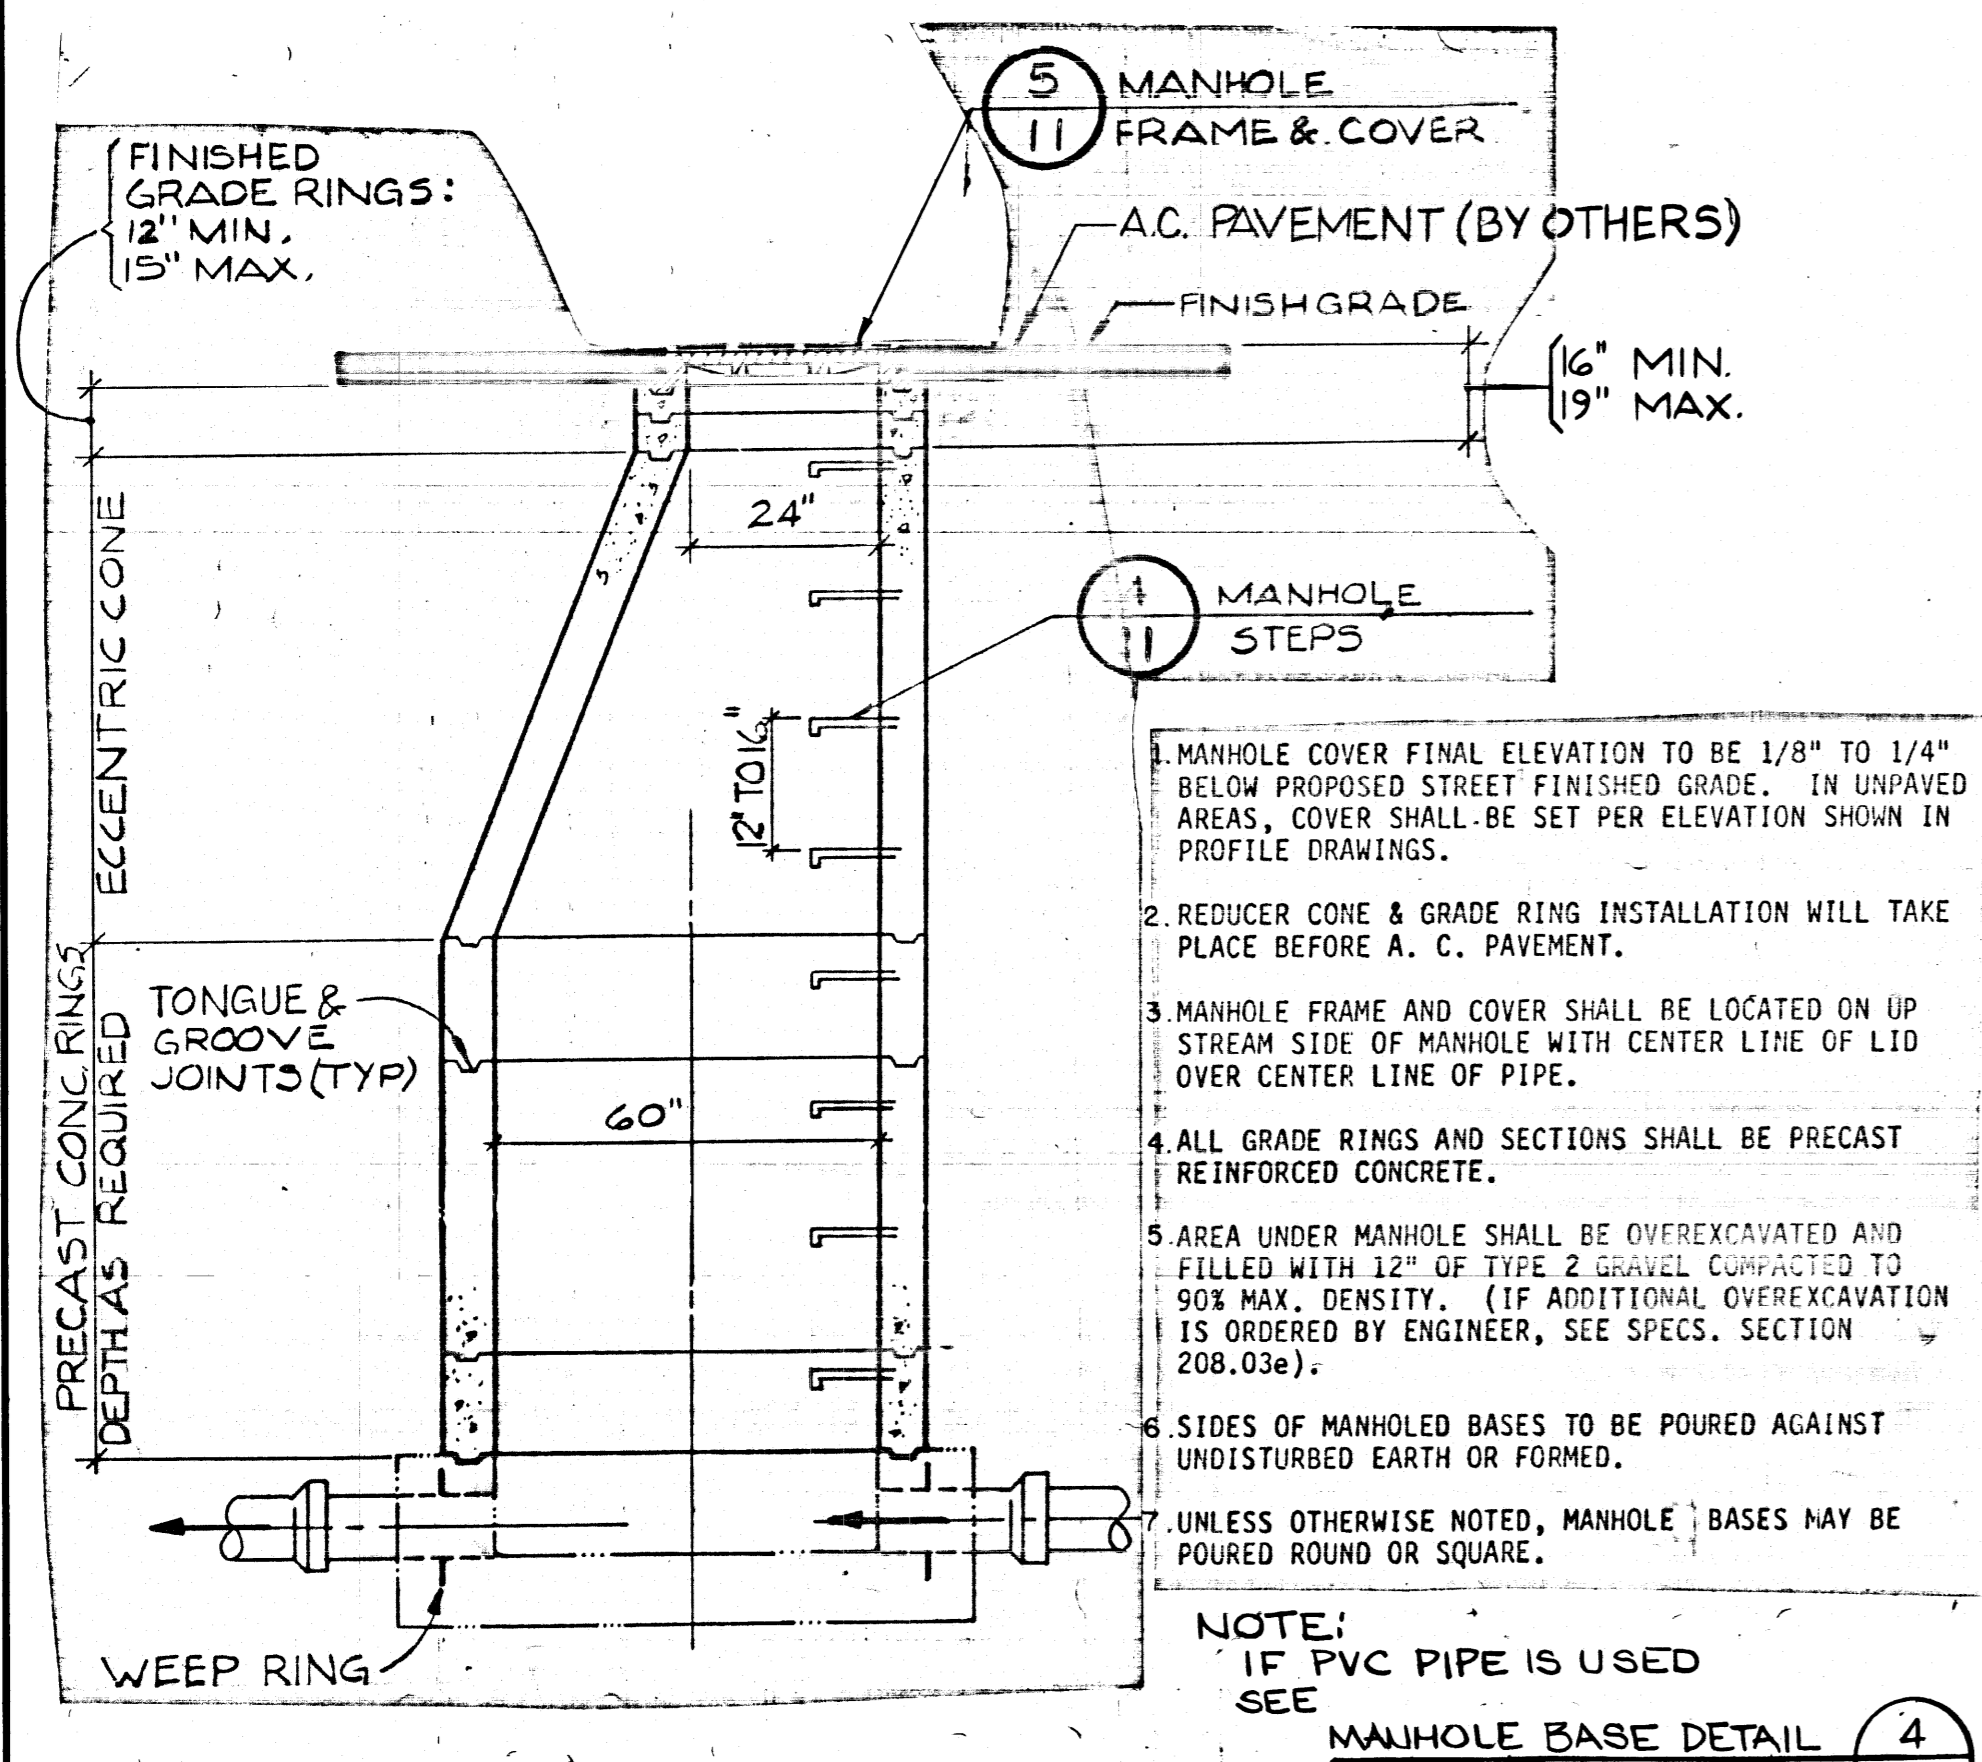 5
11
MANHOLE
FRAME & COVER
FINISHED
GRADE RINGS:
12" MIN.
15" MAX.
A.C. PAVEMENT (BY OTHERS)
FINISH GRADE
16" MIN.
19" MAX.
24"
MANHOLE
STEPS
11
12" TO 16"
ECCENTRIC CONE
PRECAST CONC. RINGS
DEPTH AS REQUIRED
TONGUE &
GROOVE
JOINTS (TYP)
60"
WEEP RING
1. MANHOLE COVER FINAL ELEVATION TO BE 1/8" TO 1/4"
BELOW PROPOSED STREET FINISHED GRADE. IN UNPAVED
AREAS, COVER SHALL BE SET PER ELEVATION SHOWN IN
PROFILE DRAWINGS.
2. REDUCER CONE & GRADE RING INSTALLATION WILL TAKE
PLACE BEFORE A. C. PAVEMENT.
3. MANHOLE FRAME AND COVER SHALL BE LOCATED ON UP
STREAM SIDE OF MANHOLE WITH CENTER LINE OF LID
OVER CENTER LINE OF PIPE.
4. ALL GRADE RINGS AND SECTIONS SHALL BE PRECAST
REINFORCED CONCRETE.
5. AREA UNDER MANHOLE SHALL BE OVEREXCAVATED AND
FILLED WITH 12" OF TYPE 2 GRAVEL COMPACTED TO
90% MAX. DENSITY. (IF ADDITIONAL OVEREXCAVATION
IS ORDERED BY ENGINEER, SEE SPECS. SECTION
208.03e).
6. SIDES OF MANHOLED BASES TO BE POURED AGAINST
UNDISTURBED EARTH OR FORMED.
7. UNLESS OTHERWISE NOTED, MANHOLE BASES MAY BE
POURED ROUND OR SQUARE.
NOTE:
IF PVC PIPE IS USED
SEE
MANHOLE BASE DETAIL
4